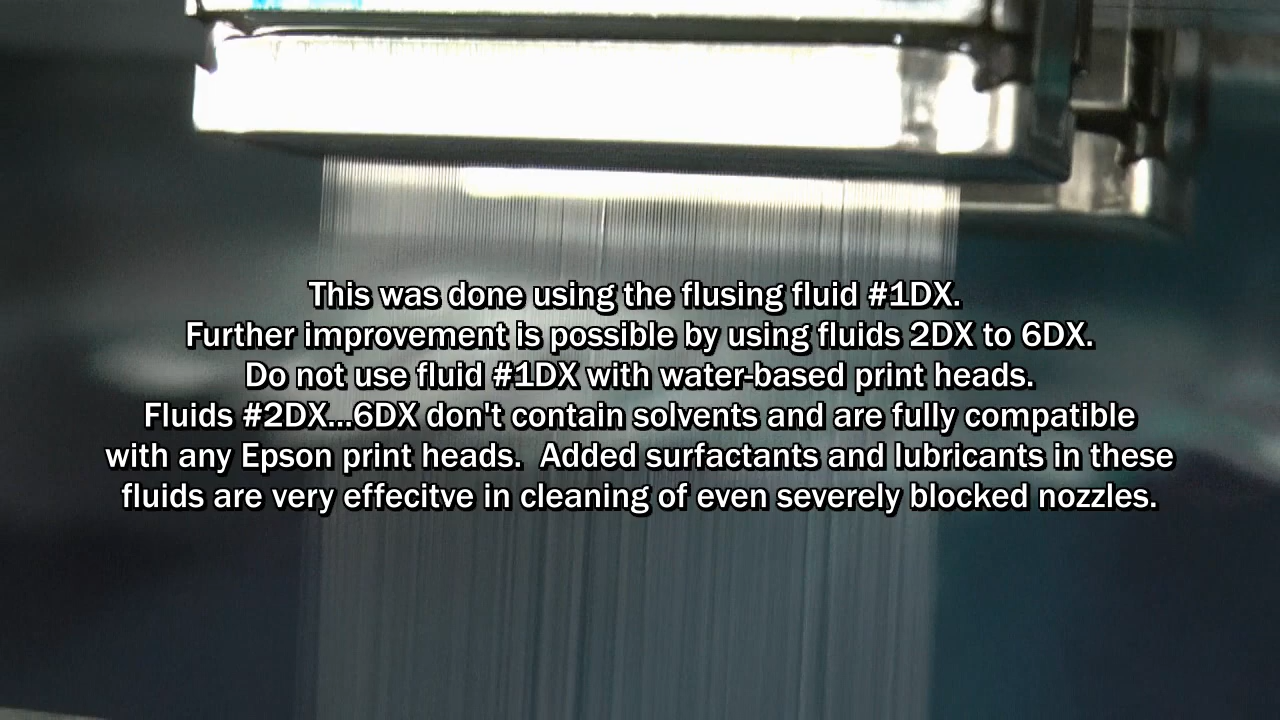 This was done using the flusing fluid #1DX.
Further improvement is possible by using fluids 2DX to 6DX.
Do not use fluid #1DX with water-based print heads.
Fluids #2DX...6DX don't contain solvents and are fully compatible
with any Epson print heads.  Added surfactants and lubricants in these
fluids are very effecitve in cleaning of even severely blocked nozzles.